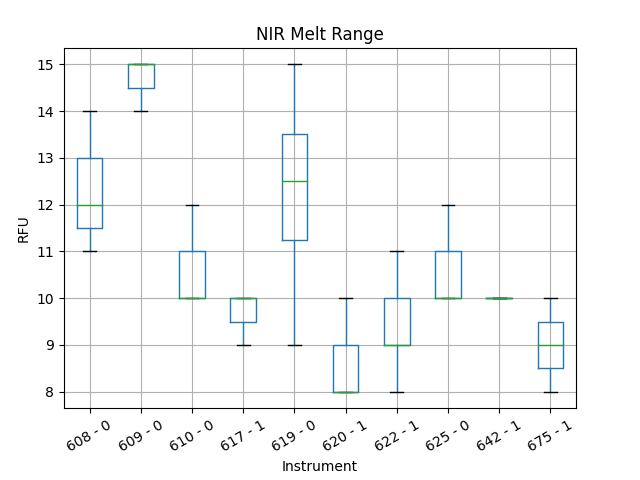 NIR Melt Range
RFU
15
14
13
12
11
10
9
8
608 - 0
609 - 0
610 - 0
617 - 1
619 - 0
620 - 1
622 - 1
625 - 0
642 - 1
675 - 1
Instrument